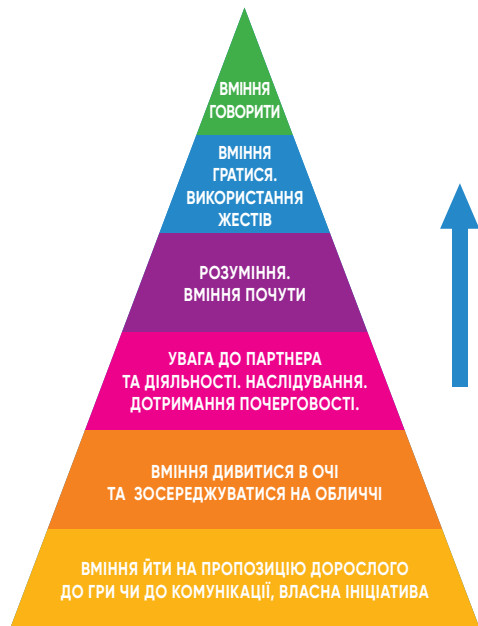 ВМІННЯ
ГОВОРИТИ
ВМІННЯ
ГРАТИСЯ.
ВИКОРИСТАННЯ
ЖЕСТІВ
РОЗУМІННЯ.
ВМІННЯ ПОЧУТИ
УВАГА ДО ПАРТНЕРА
ТА ДІЯЛЬНОСТІ. НАСЛІДУВАННЯ.
ДОТРИМАННЯ ПОЧЕРГОВОСТІ.
ВМІННЯ ДИВИТИСЯ В ОЧІ
ТА ЗОСЕРЕДЖУВАТИСЯ НА ОБЛИЧЧІ
ВМІННЯ ЙТИ НА ПРОПОЗИЦІЮ ДОРОСЛОГО
ДО ГРИ ЧИ ДО КОМУНІКАЦІЇ, ВЛАСНА ІНІЦІАТИВА